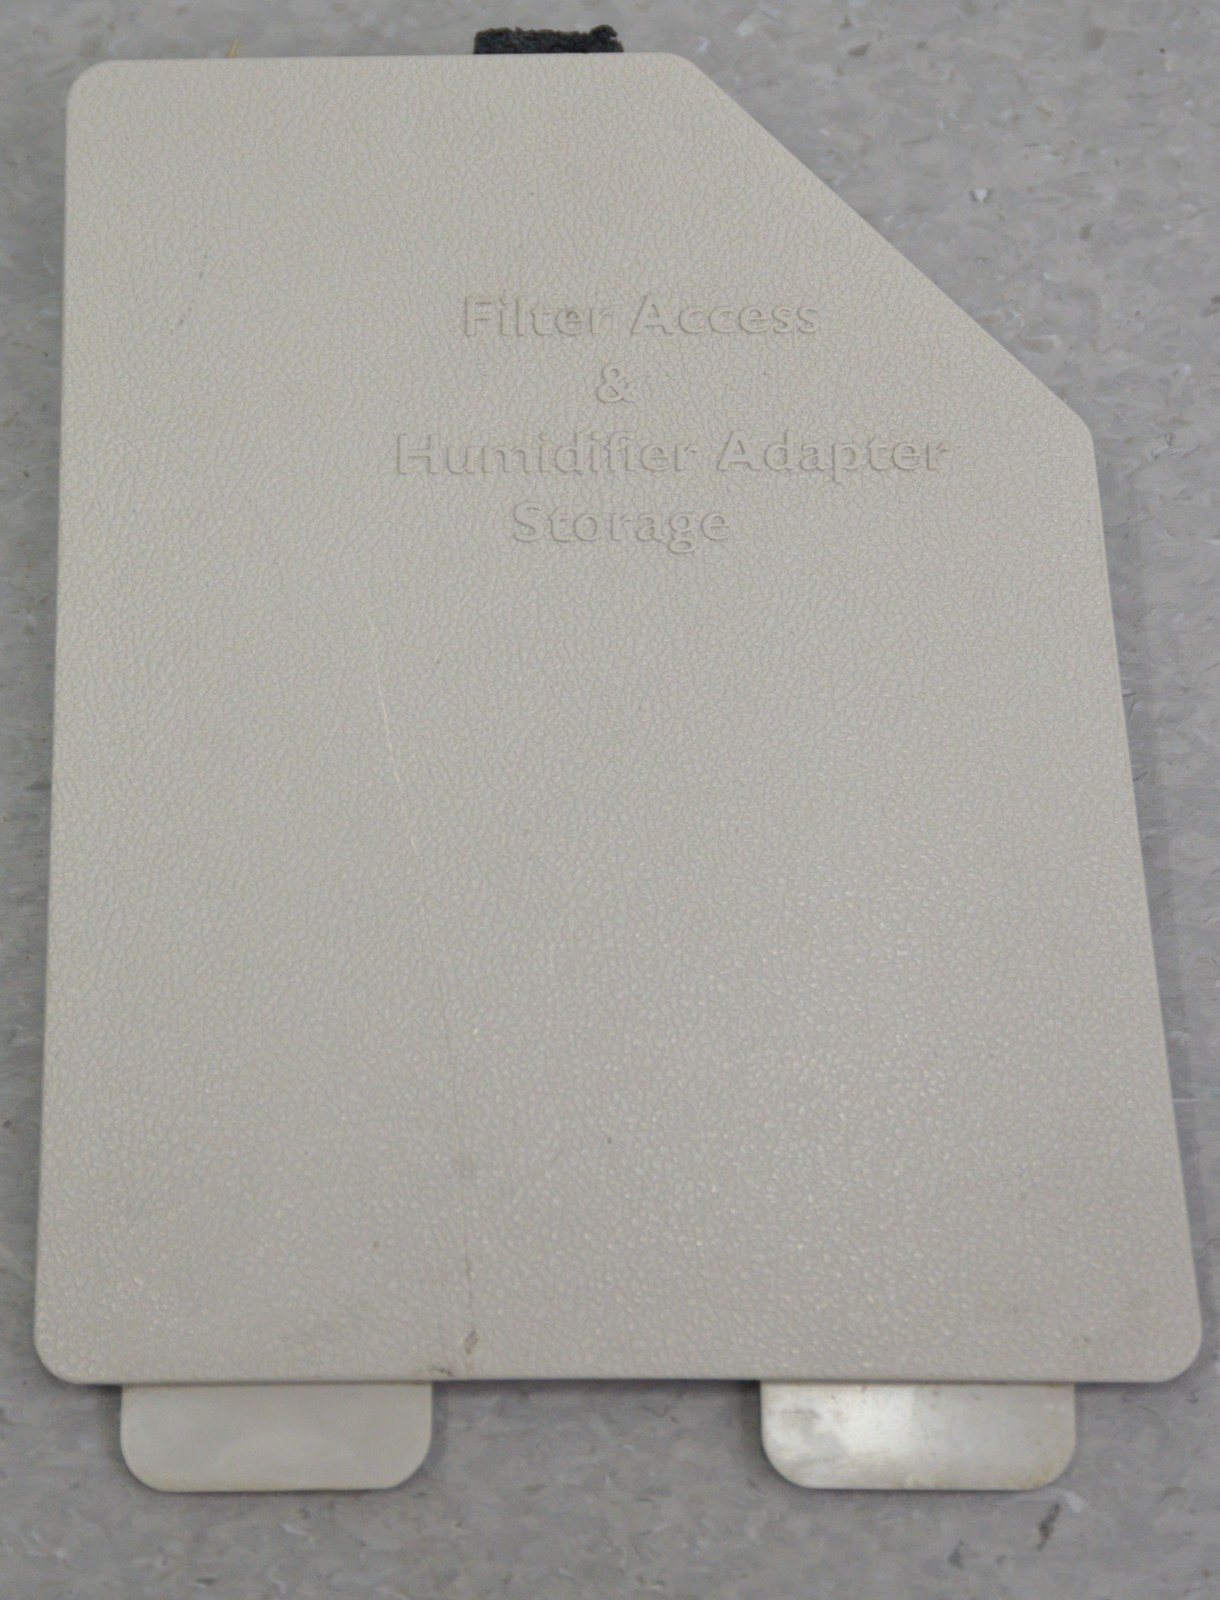 Filter Access
&
Humidifier Adapter
Storage